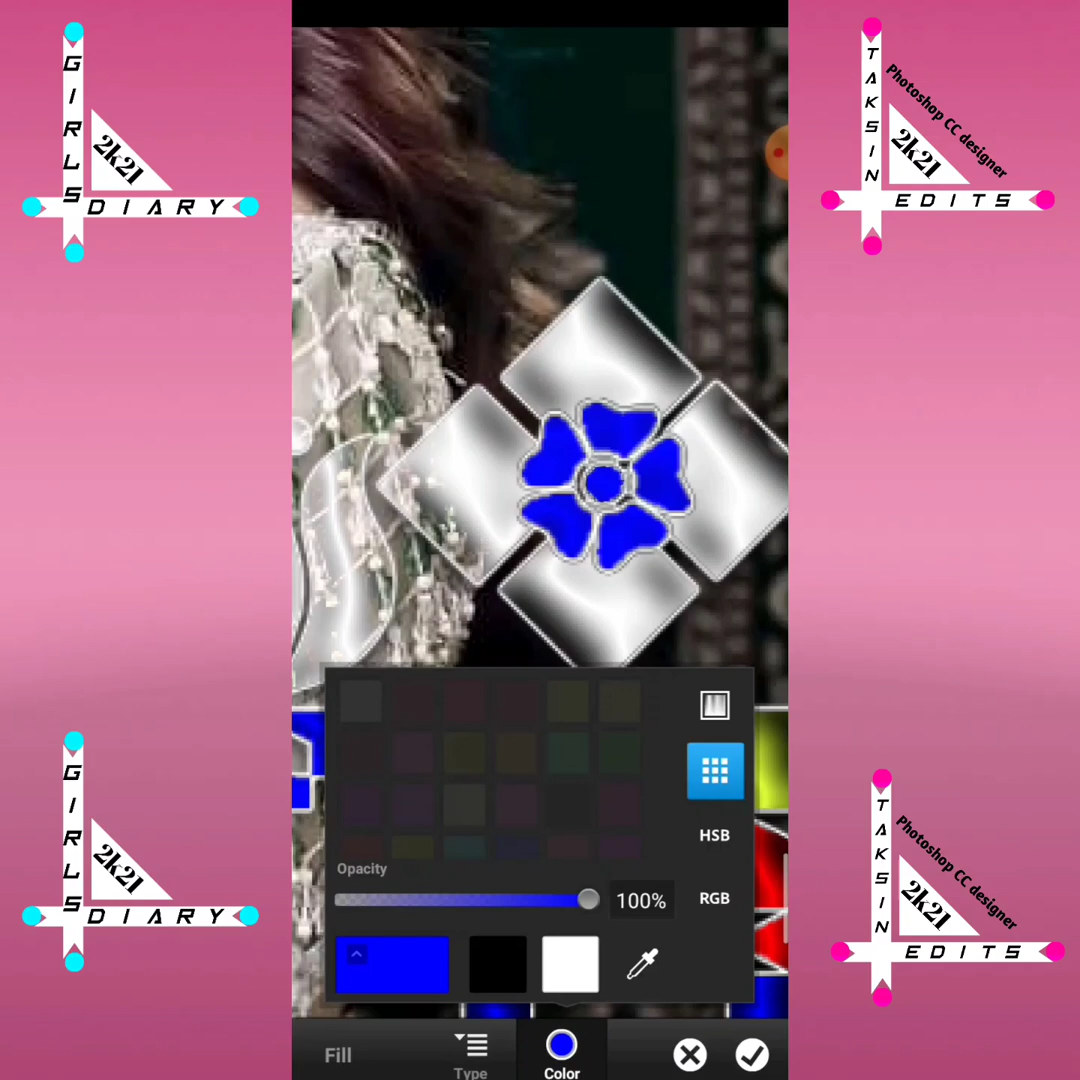 GIRLS
2k21
DIARY
TAKSIN
Photoshop CC designer
2k21
EDITS
Opacity
100%
HSB
RGB
GIRLS
2k21
DIARY
TAKSIN
Photoshop CC designer
2k21
EDITS
Fill
Type
Color